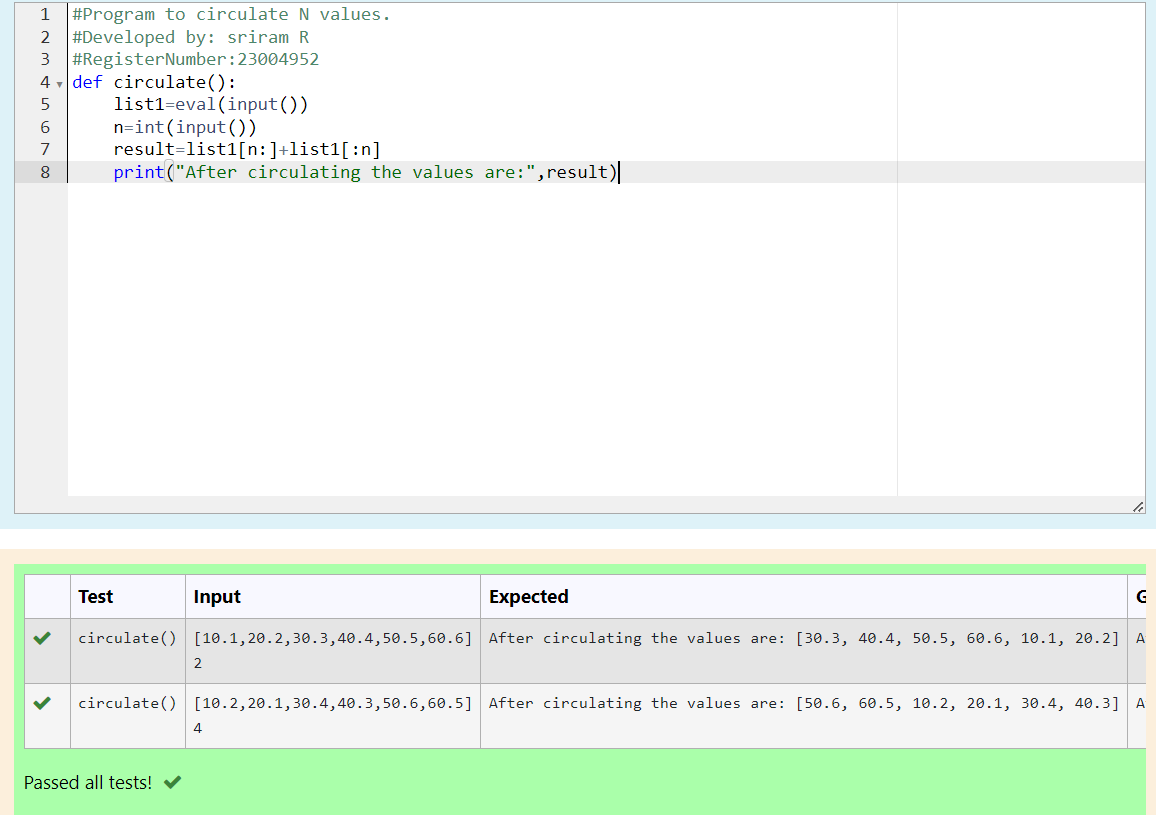 1 #Program to circulate N values.
2 #Developed by: sriram R
3 #RegisterNumber:23004952
4 def circulate():
5 list1=eval(input())
6 n=int(input())
7 result=list1[n:]+list1[:n]
8 print("After circulating the values are:",result)
Test Input Expected
circulate() [10.1,20.2,30.3,40.4,50.5,60.6] After circulating the values are: [30.3, 40.4, 50.5, 60.6, 10.1, 20.2] A
2
circulate() [10.2,20.1,30.4,40.3,50.6,60.5] After circulating the values are: [50.6, 60.5, 10.2, 20.1, 30.4, 40.3] A
4
Passed all tests!